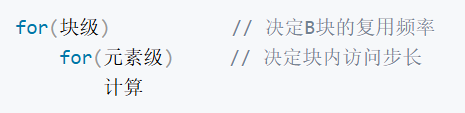 for(块级)          // 决定B块的复用频率
    for(元素级)     // 决定块内访问步长
        计算